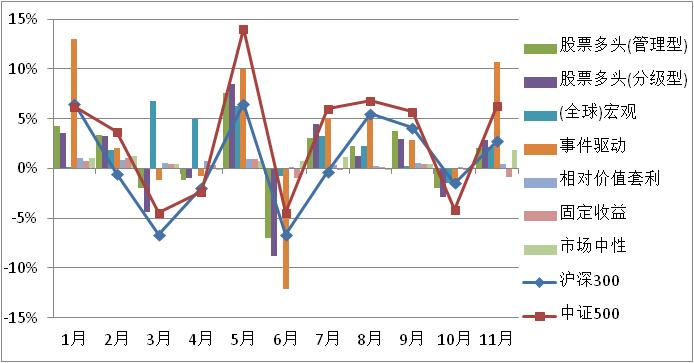 15%
10%
5%
0%
-5%
-10%
-15%
1月 2月 3月 4月 5月 6月 7月 8月 9月 10月 11月
股票多头(管理型)
股票多头(分级型)
(全球)宏观
事件驱动
相对价值套利
固定收益
市场中性
沪深300
中证500